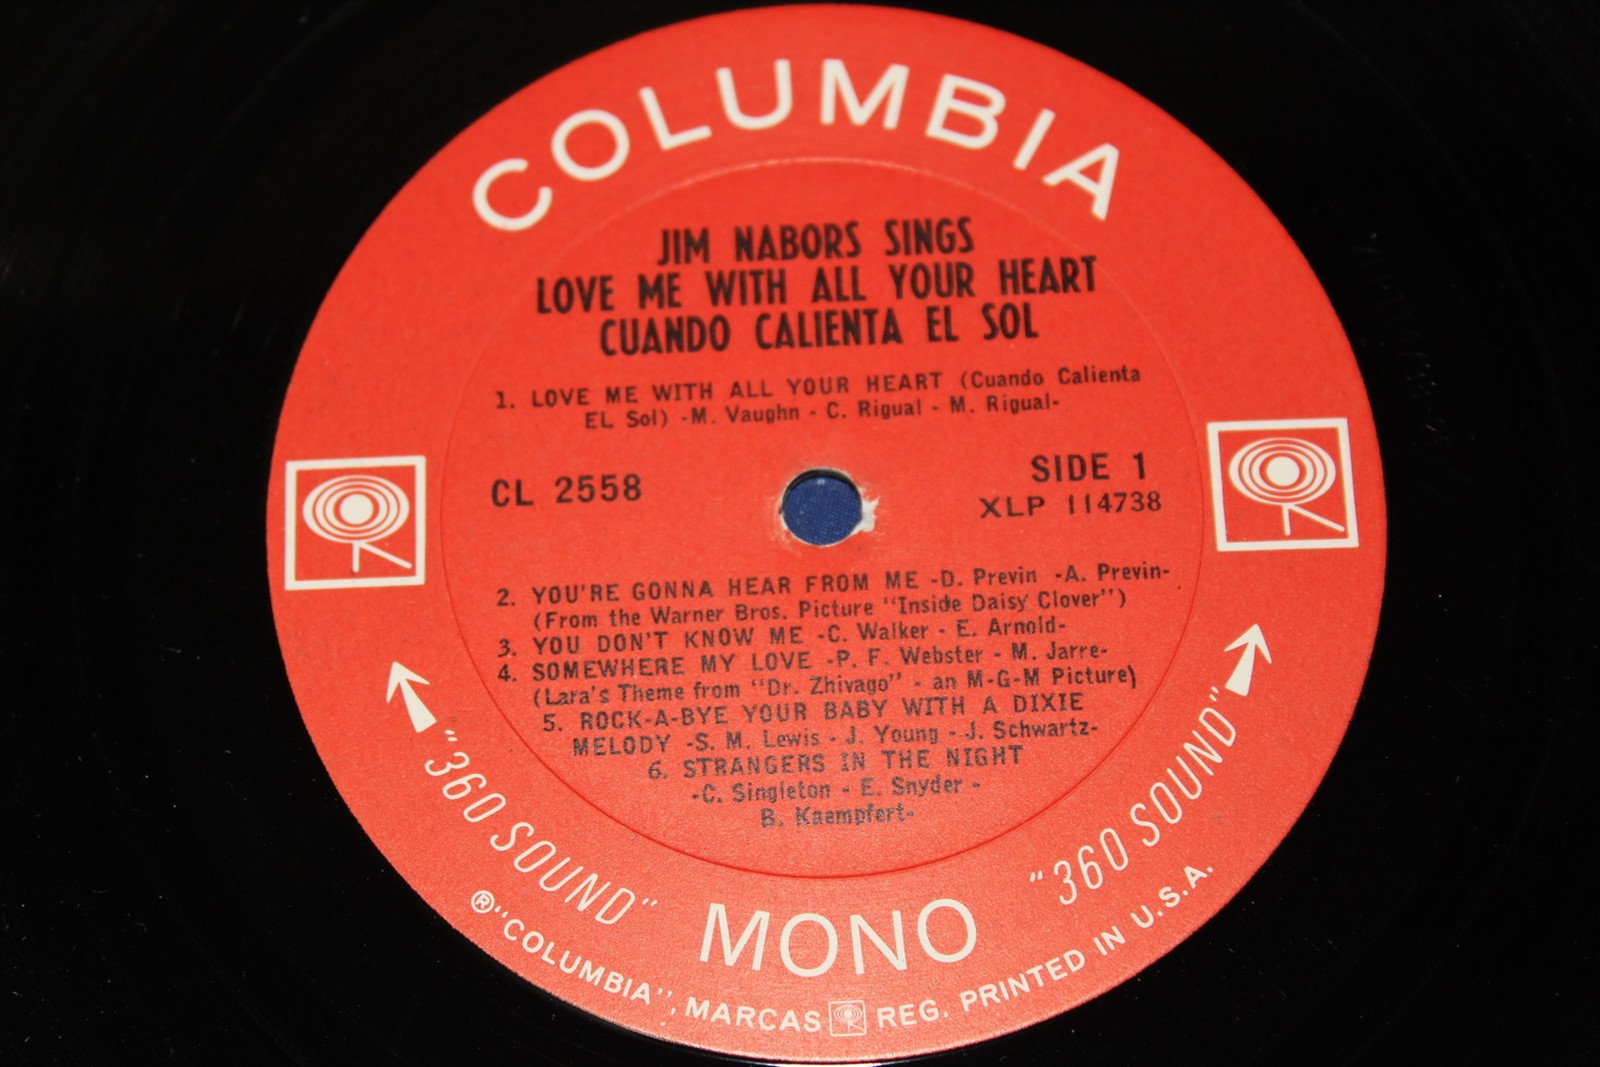 COLUMBIA
JIM NABORS SINGS
LOVE ME WITH ALL YOUR HEART
CUANDO CALIENTA EL SOL
1. LOVE ME WITH ALL YOUR HEART (Cuando Calienta
EL Sol) -M. Vaughn - C. Rigual - M. Rigual-
CL 2558
SIDE 1
XLP 114738
2. YOU'RE GONNA HEAR FROM ME -D. Previn -A. Previn-
(From the Warner Bros. Picture "Inside Daisy Clover")
3. YOU DON'T KNOW ME -C. Walker - E. Arnold-
4. SOMEWHERE MY LOVE -P. F. Webster - M. Jarre-
(Lara's Theme from "Dr. Zhivago" - an M-G-M Picture)
5. ROCK-A-BYE YOUR BABY WITH A DIXIE
MELODY -S. M. Lewis - J. Young - J. Schwartz-
6. STRANGERS IN THE NIGHT
-C. Singleton - E. Snyder -
B. Kaempfert-
"360 SOUND"
MONO
"360 SOUND"
® "COLUMBIA", MARCAS REG. PRINTED IN U.S.A.